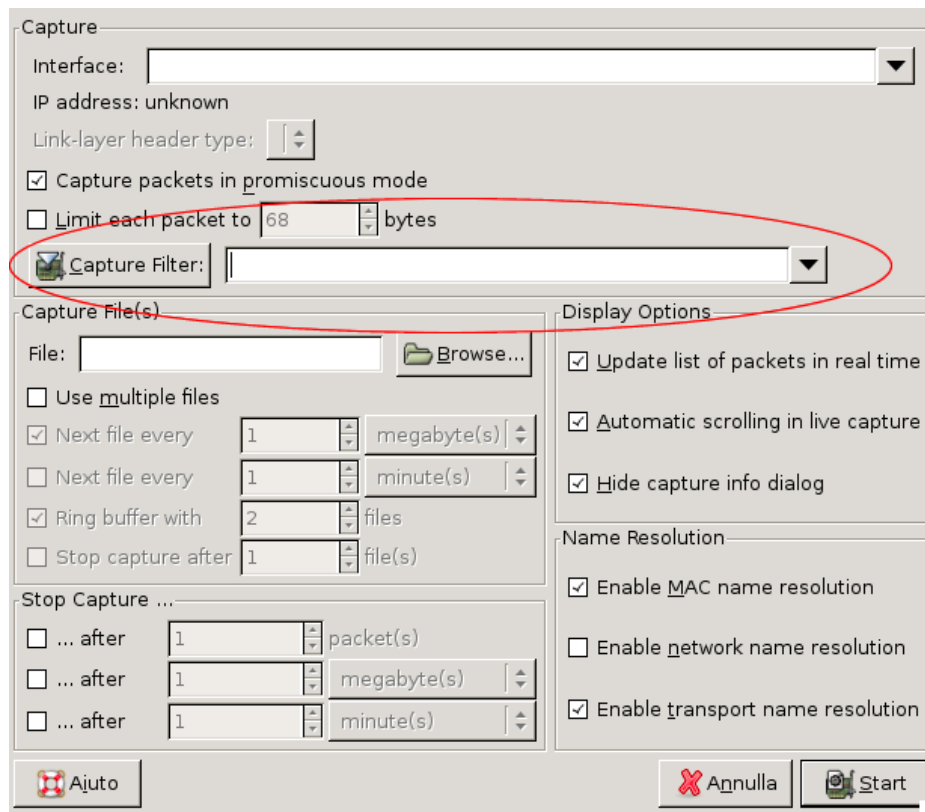 Capture
Interface:
IP address: unknown
Link-layer header type:
Capture packets in promiscuous mode
Limit each packet to 68 bytes
Capture Filter:
Capture File(s)
File: Browse...
Use multiple files
Next file every 1 megabyte(s)
Next file every 1 minute(s)
Ring buffer with 2 files
Stop capture after 1 file(s)
Stop Capture ...
... after 1 packet(s)
... after 1 megabyte(s)
... after 1 minute(s)
Display Options
Update list of packets in real time
Automatic scrolling in live capture
Hide capture info dialog
Name Resolution
Enable MAC name resolution
Enable network name resolution
Enable transport name resolution
Aiuto
Annulla
Start